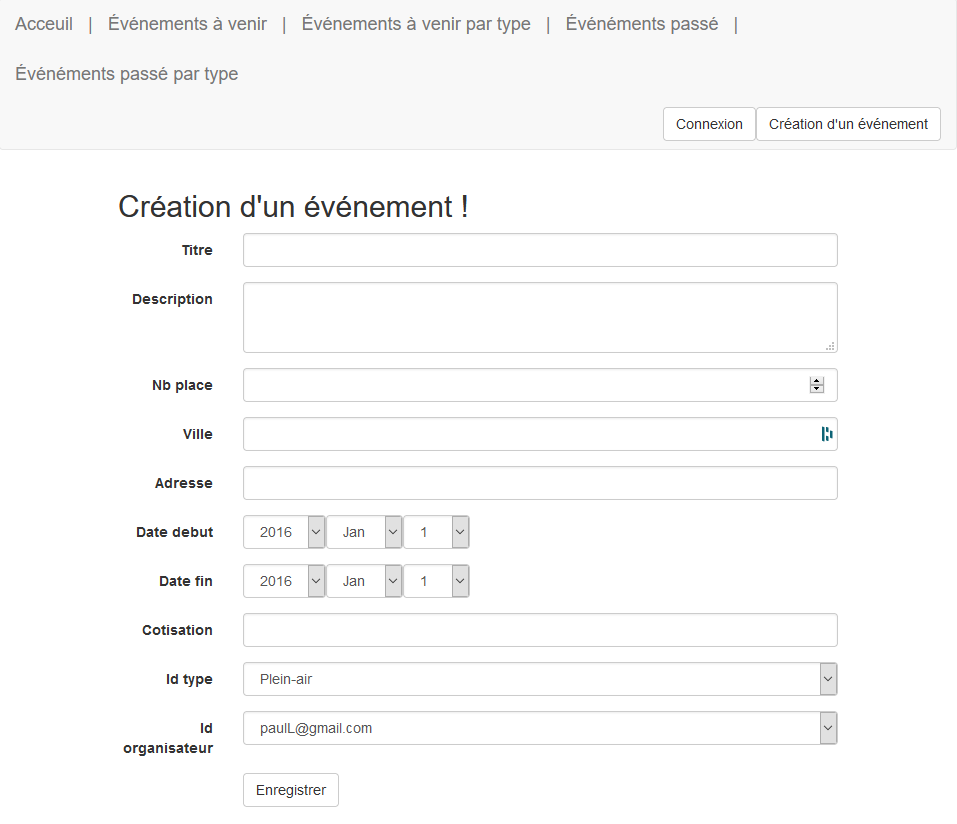 Acceuil | Événements à venir | Événements à venir par type | Événéments passé |
Événéments passé par type
Connexion Création d'un événement
Création d'un événement !
Titre
Description
Nb place
Ville
Adresse
Date debut 2016 Jan 1
Date fin 2016 Jan 1
Cotisation
Id type Plein-air
Id organisateur paulL@gmail.com
Enregistrer